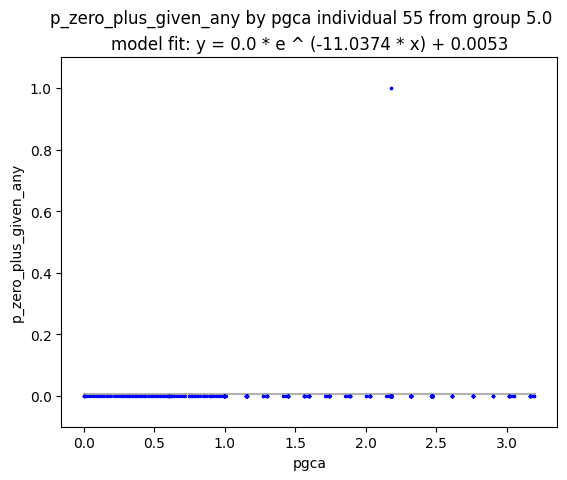 p_zero_plus_given_any by pgca individual 55 from group 5.0
model fit: y = 0.0 * e ^ (-11.0374 * x) + 0.0053
1.0
0.8
0.6
0.4
0.2
0.0
p_zero_plus_given_any
0.0 0.5 1.0 1.5 2.0 2.5 3.0
pgca